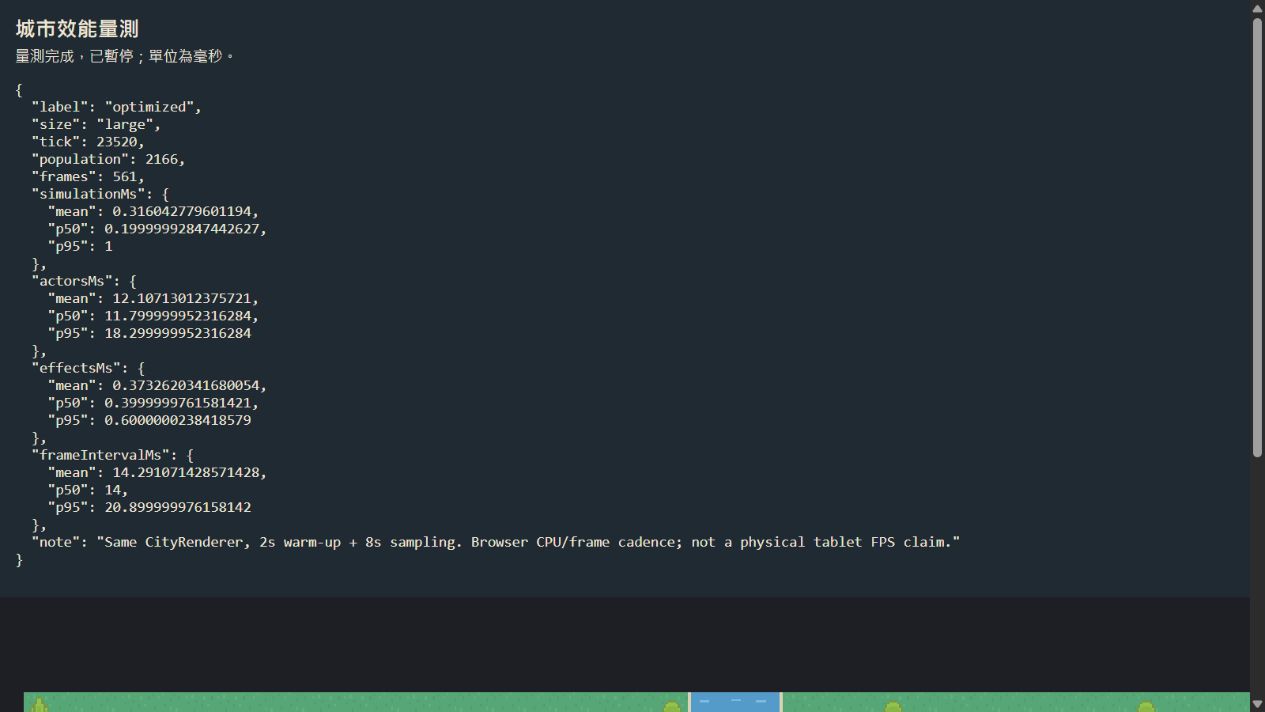 城市效能量測
量測完成，已暫停；單位為毫秒。
{
  "label": "optimized",
  "size": "large",
  "tick": 23520,
  "population": 2166,
  "frames": 561,
  "simulationMs": {
    "mean": 0.316042779601194,
    "p50": 0.19999992847442627,
    "p95": 1
  },
  "actorsMs": {
    "mean": 12.10713012375721,
    "p50": 11.799999952316284,
    "p95": 18.299999952316284
  },
  "effectsMs": {
    "mean": 0.3732620341680054,
    "p50": 0.3999999761581421,
    "p95": 0.6000000238418579
  },
  "frameIntervalMs": {
    "mean": 14.291071428571428,
    "p50": 14,
    "p95": 20.899999976158142
  },
  "note": "Same CityRenderer, 2s warm-up + 8s sampling. Browser CPU/frame cadence; not a physical tablet FPS claim."
}